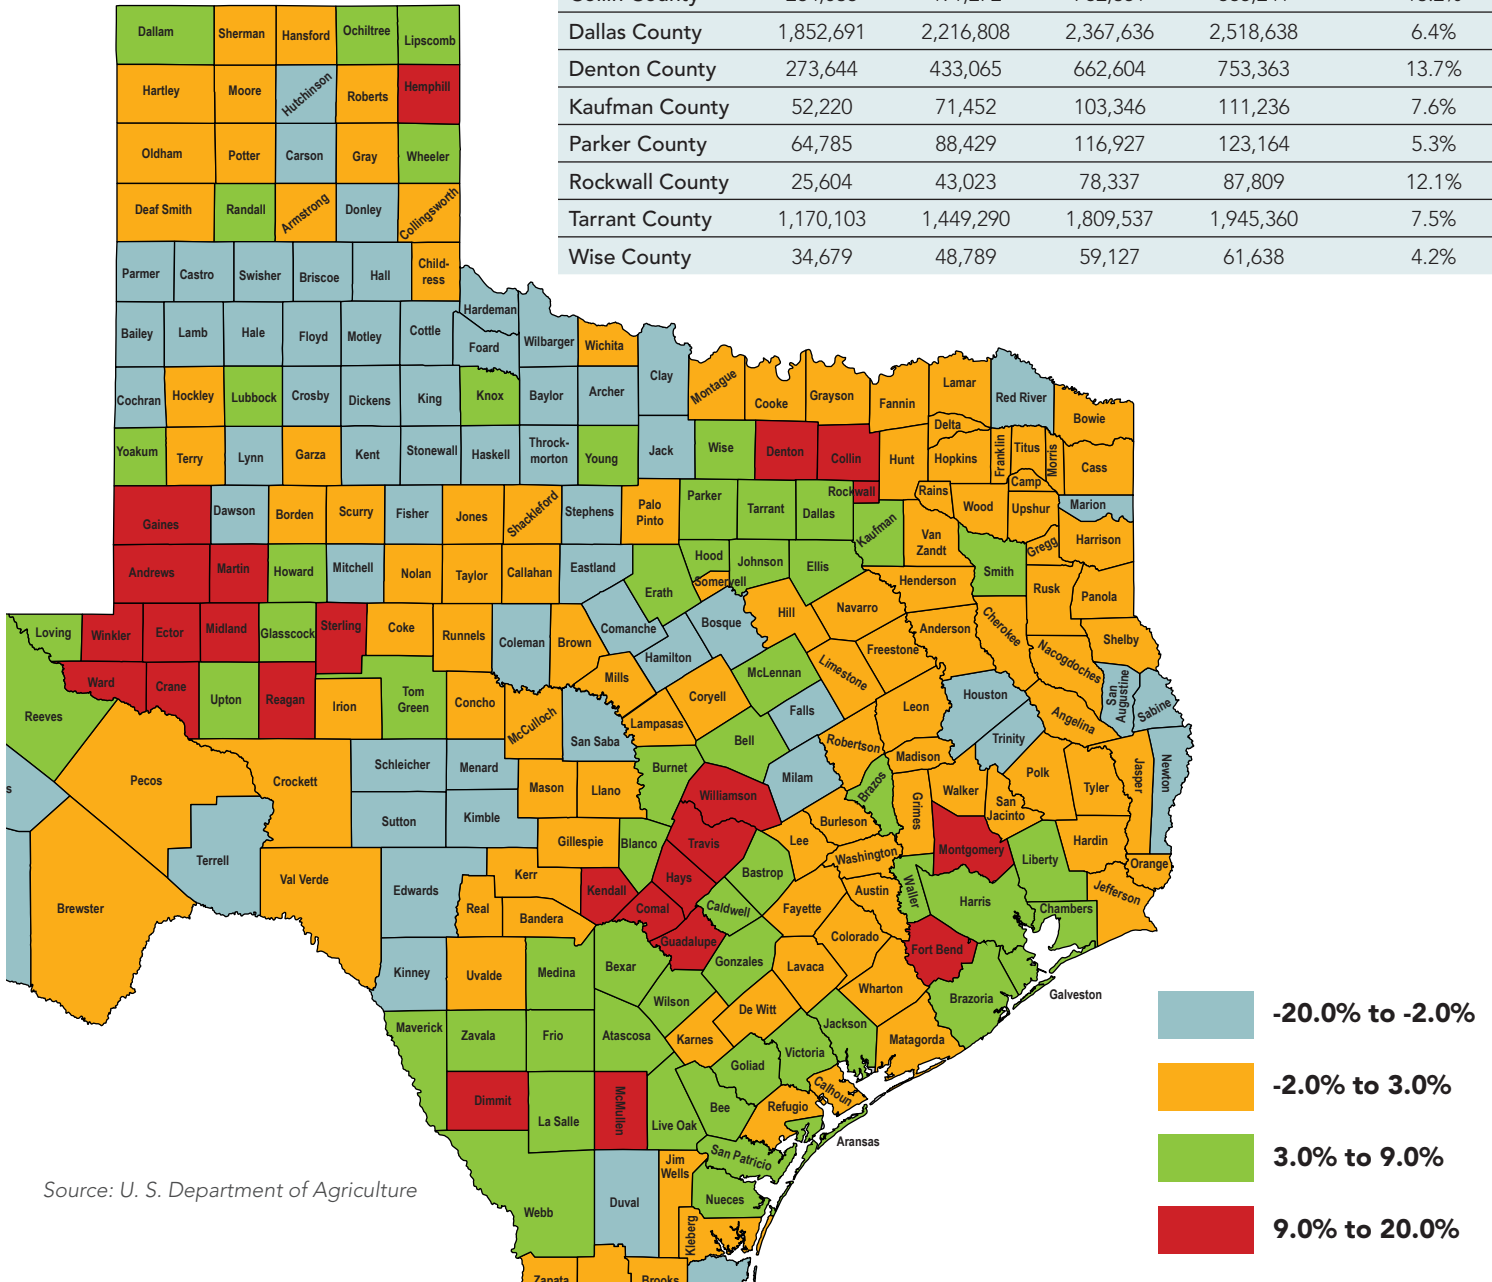 Dallas County 1,852,691 2,216,808 2,367,636 2,518,638 6.4%
Denton County 273,644 433,065 662,604 753,363 13.7%
Kaufman County 52,220 71,452 103,346 111,236 7.6%
Parker County 64,785 88,429 116,927 123,164 5.3%
Rockwall County 25,604 43,023 78,337 87,809 12.1%
Tarrant County 1,170,103 1,449,290 1,809,537 1,945,360 7.5%
Wise County 34,679 48,789 59,127 61,638 4.2%
Dallam
Sherman
Hansford
Ochiltree
Lipscomb
Hartley
Moore
Hutchinson
Roberts
Hemphill
Oldham
Potter
Carson
Gray
Wheeler
Deaf Smith
Randall
Armstrong
Donley
Collingsworth
Parmer
Castro
Swisher
Briscoe
Hall
Child-
ress
Bailey
Lamb
Hale
Floyd
Motley
Cottle
Hardeman
Foard
Wilbarger
Wichita
Clay
Cochran
Hockley
Lubbock
Crosby
Dickens
King
Knox
Baylor
Archer
Montague
Cooke
Grayson
Fannin
Lamar
Red River
Bowie
Yoakum
Terry
Lynn
Garza
Kent
Stonewall
Haskell
Throck-
morton
Young
Jack
Wise
Denton
Collin
Hunt
Delta
Hopkins
Franklin
Titus
Morris
Cass
Camp
Gaines
Dawson
Borden
Scurry
Fisher
Jones
Shackleford
Stephens
Palo
Pinto
Parker
Tarrant
Dallas
Rockwall
Kaufman
Rains
Wood
Upshur
Marion
Van
Zandt
Gregg
Harrison
Andrews
Martin
Howard
Mitchell
Nolan
Taylor
Callahan
Eastland
Erath
Hood
Somervell
Johnson
Ellis
Henderson
Smith
Rusk
Panola
Loving
Winkler
Ector
Midland
Glasscock
Sterling
Coke
Runnels
Coleman
Brown
Comanche
Hamilton
Bosque
Hill
Navarro
Freestone
Anderson
Cherokee
Nacogdoches
Shelby
Reeves
Ward
Crane
Upton
Reagan
Irion
Tom
Green
Concho
McCulloch
San Saba
Mills
Lampasas
Coryell
McLennan
Limestone
Falls
Leon
Houston
Trinity
Angelina
San
Augustine
Sabine
s
Pecos
Crockett
Schleicher
Menard
Mason
Llano
Burnet
Bell
Milam
Robertson
Madison
Brazos
Grimes
Walker
San
Jacinto
Polk
Tyler
Jasper
Newton
Terrell
Sutton
Kimble
Gillespie
Blanco
Williamson
Travis
Lee
Burleson
Washington
Montgomery
Liberty
Hardin
Orange
Jefferson
Brewster
Val Verde
Edwards
Real
Kerr
Bandera
Kendall
Hays
Comal
Guadalupe
Caldwell
Bastrop
Fayette
Austin
Waller
Harris
Chambers
Kinney
Uvalde
Medina
Bexar
Wilson
Gonzales
Lavaca
Colorado
Wharton
Fort Bend
Brazoria
Galveston
Maverick
Zavala
Frio
Atascosa
Karnes
De Witt
Goliad
Victoria
Jackson
Matagorda
Calhoun
Dimmit
La Salle
McMullen
Live Oak
Bee
Refugio
Aransas
San Patricio
Webb
Duval
Jim
Wells
Nueces
Kleberg
Zapata
Brooks
-20.0% to -2.0%
-2.0% to 3.0%
3.0% to 9.0%
9.0% to 20.0%
Source: U. S. Department of Agriculture